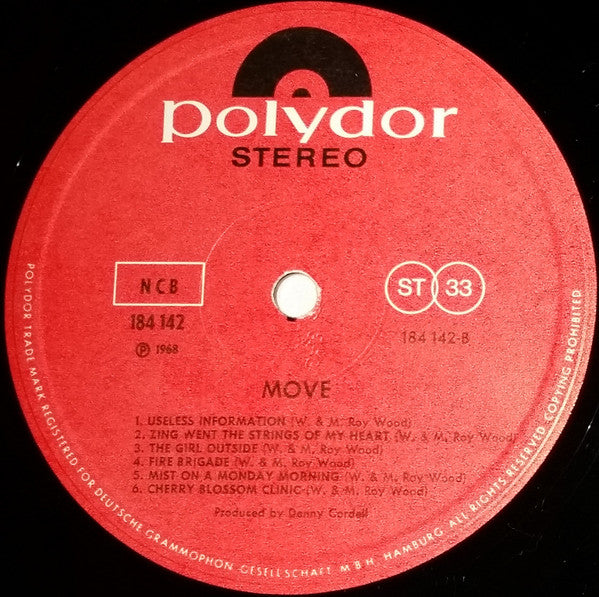 polydor
STEREO
NCB
184 142
Ⓟ 1968
ST 33
184 142-B
MOVE
1. USELESS INFORMATION (W. & M. Roy Wood)
2. ZING WENT THE STRINGS OF MY HEART (W. & M. Roy Wood)
3. THE GIRL OUTSIDE (W. & M. Roy Wood)
4. FIRE BRIGADE (W. & M. Roy Wood)
5. MIST ON A MONDAY MORNING (W. & M. Roy Wood)
6. CHERRY BLOSSOM CLINIC (W. & M. Roy Wood)
Produced by Denny Cordell
POLYDOR TRADE MARK REGISTERED FOR DEUTSCHE GRAMMOPHON GESELLSCHAFT M.B.H. HAMBURG ALL RIGHTS RESERVED COPYING PROHIBITED